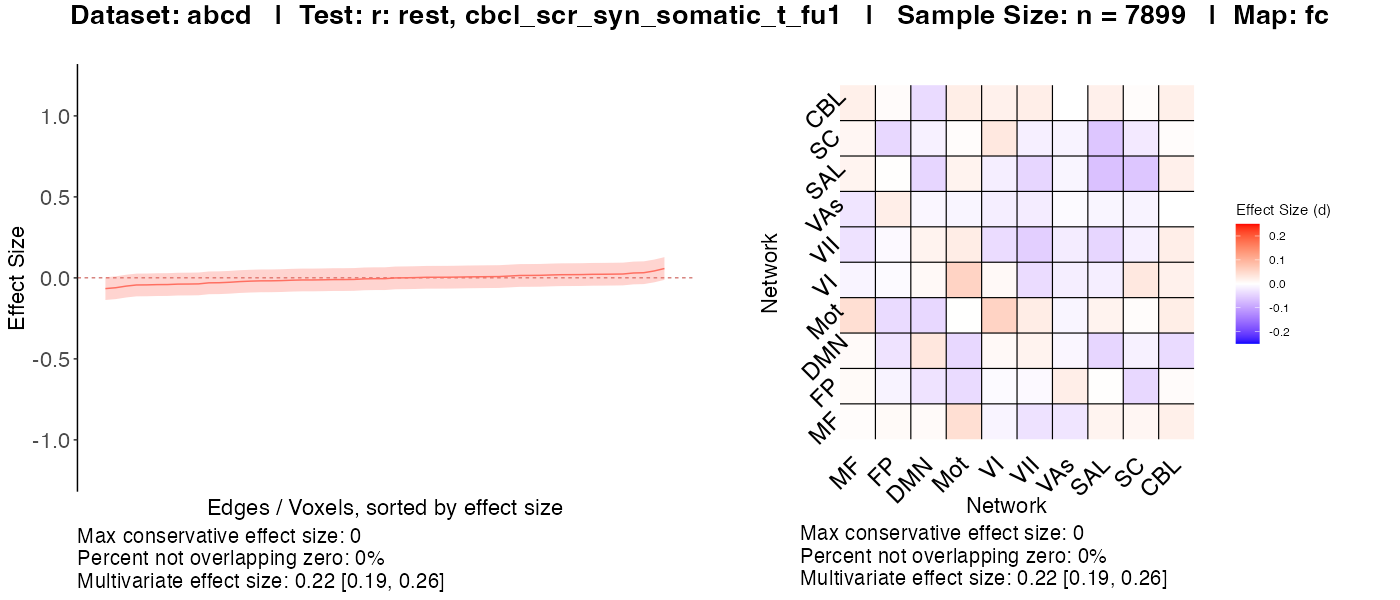 Dataset: abcd | Test: r: rest, cbcl_scr_syn_somatic_t_fu1 | Sample Size: n = 7899 | Map: fc
Effect Size
1.0
0.5
0.0
-0.5
-1.0
Edges / Voxels, sorted by effect size
Max conservative effect size: 0
Percent not overlapping zero: 0%
Multivariate effect size: 0.22 [0.19, 0.26]
Network
CBL
SC
SAL
VAs
VII
VI
Mot
DMN
FP
MF
MF FP DMN Mot VI VII VAs SAL SC CBL
Network
Max conservative effect size: 0
Percent not overlapping zero: 0%
Multivariate effect size: 0.22 [0.19, 0.26]
Effect Size (d)
0.2
0.1
0.0
-0.1
-0.2